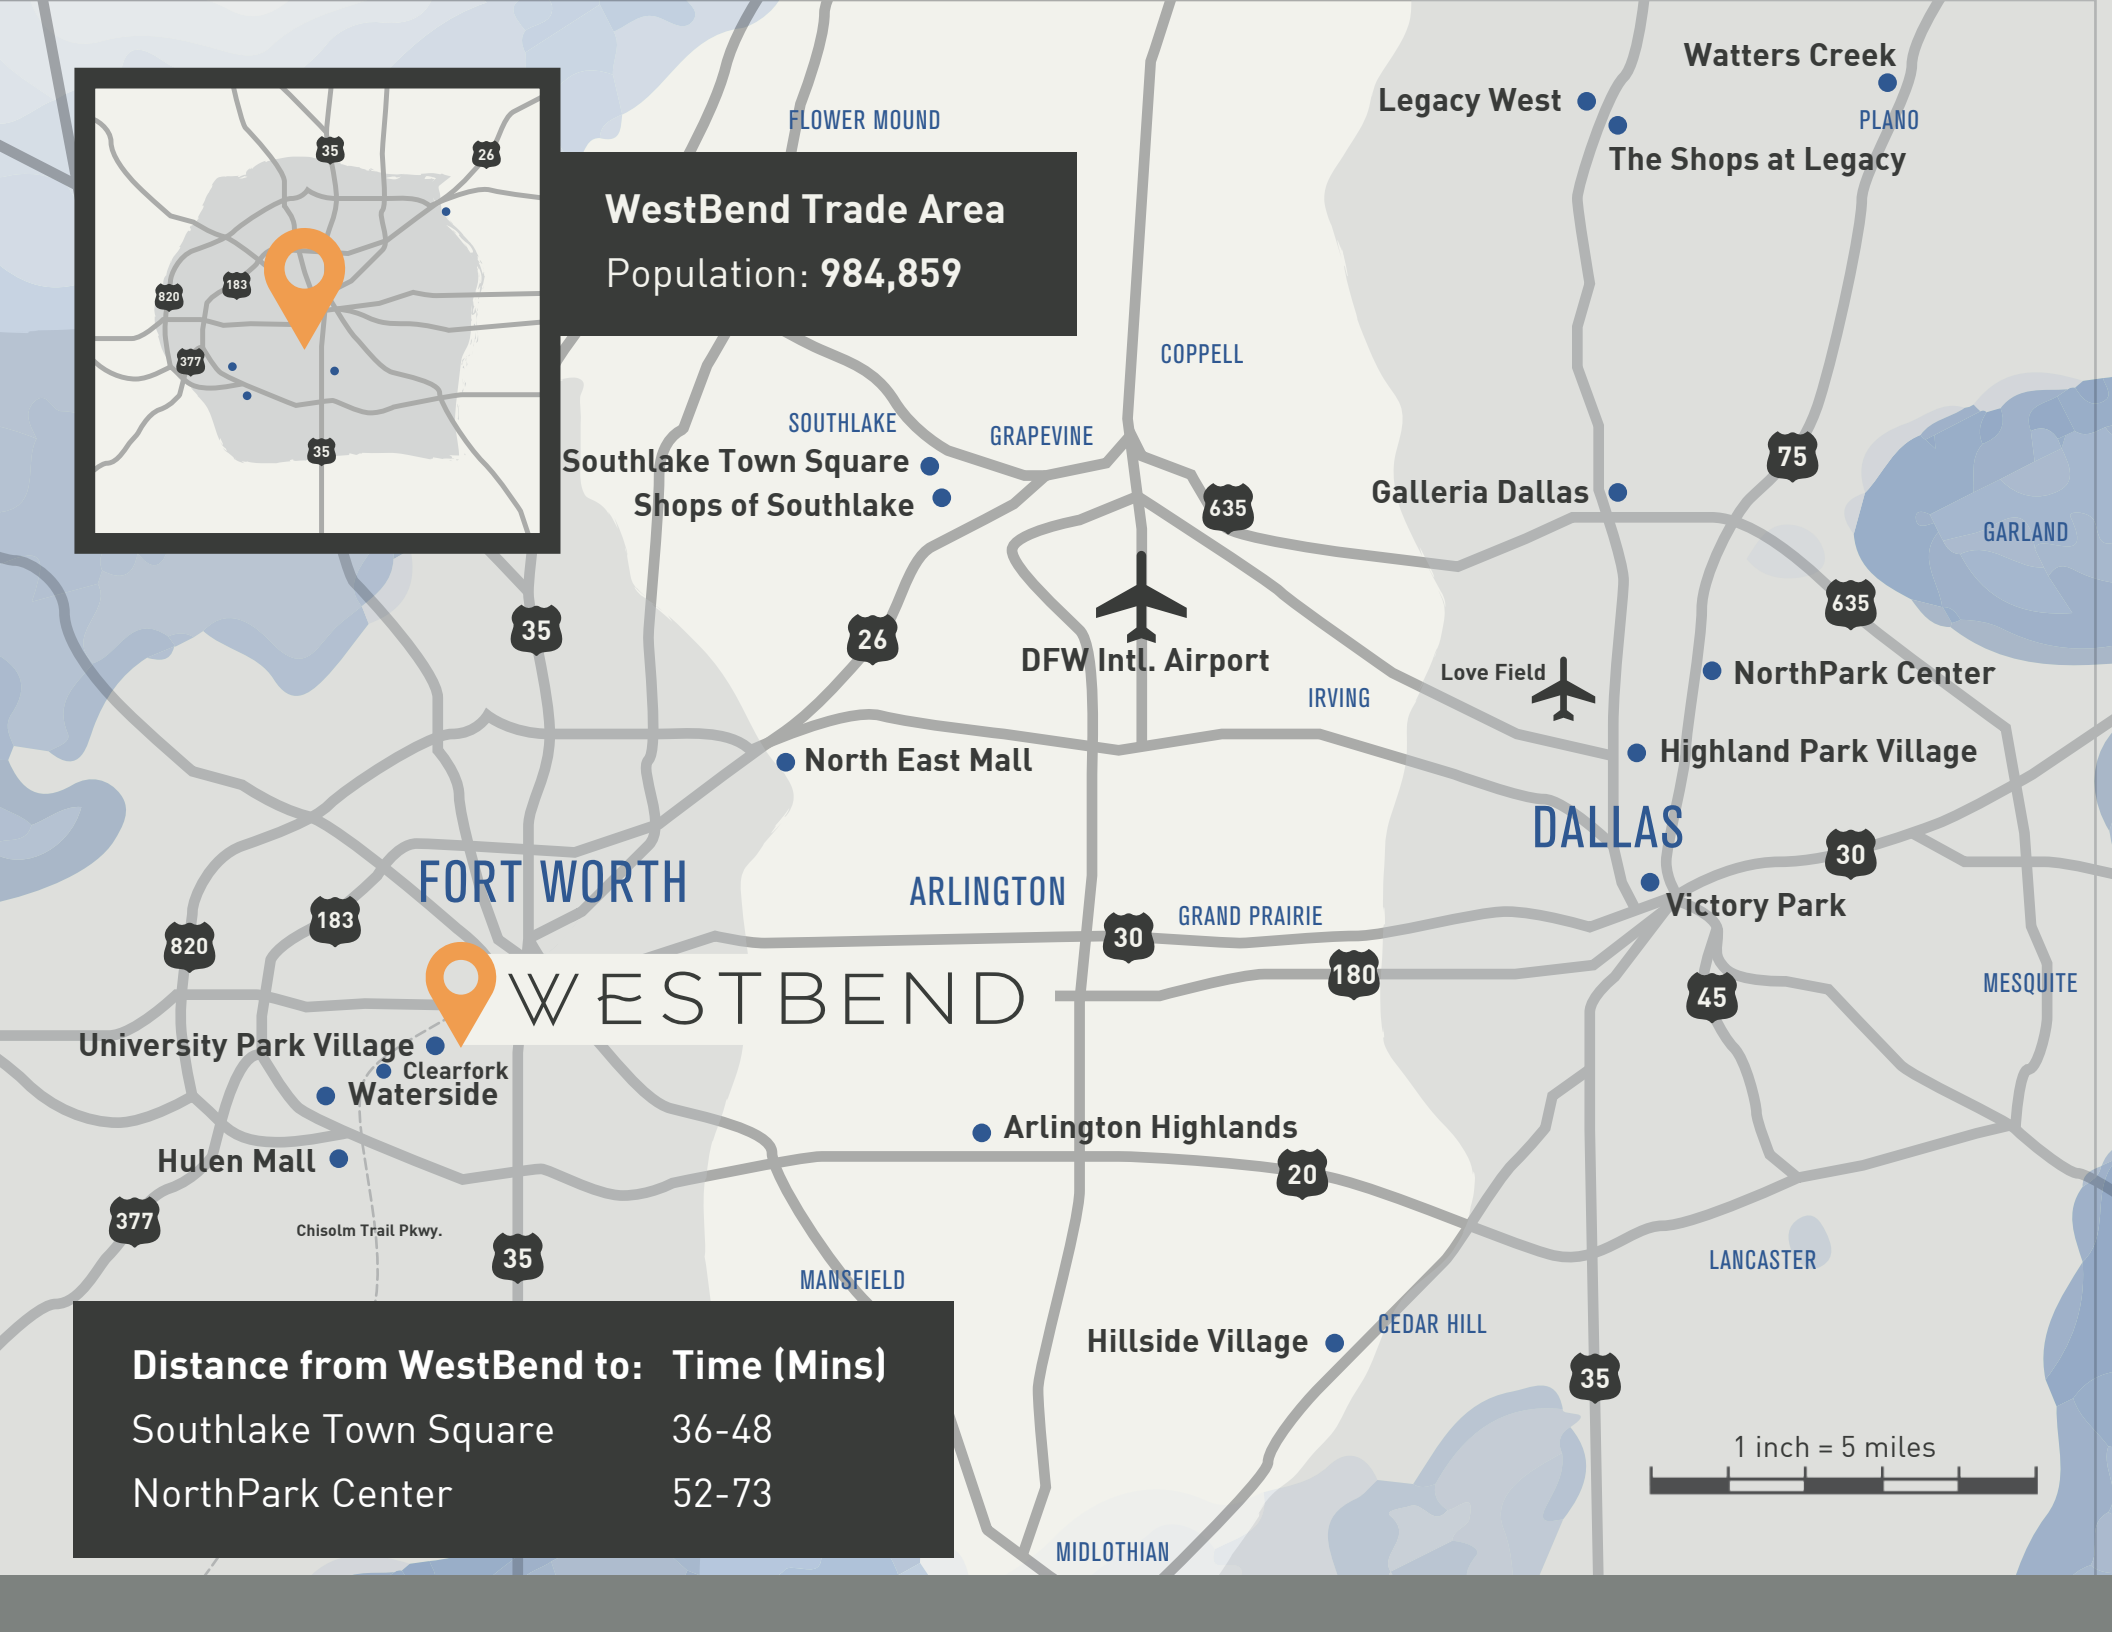 35
26
183
820
377
35
WestBend Trade Area
Population: 984,859
FLOWER MOUND
Watters Creek
Legacy West
PLANO
The Shops at Legacy
COPPELL
SOUTHLAKE
GRAPEVINE
Southlake Town Square
Shops of Southlake
635
Galleria Dallas
75
GARLAND
35
26
635
DFW Intl. Airport
Love Field
NorthPark Center
IRVING
North East Mall
Highland Park Village
DALLAS
30
FORT WORTH
ARLINGTON
Victory Park
183
820
30
GRAND PRAIRIE
180
45
MESQUITE
WESTBEND
University Park Village
Clearfork
Waterside
Arlington Highlands
Hulen Mall
20
377
Chisolm Trail Pkwy.
35
MANSFIELD
LANCASTER
Hillside Village
CEDAR HILL
35
Distance from WestBend to: Time (Mins)
Southlake Town Square 36-48
NorthPark Center 52-73
1 inch = 5 miles
MIDLOTHIAN